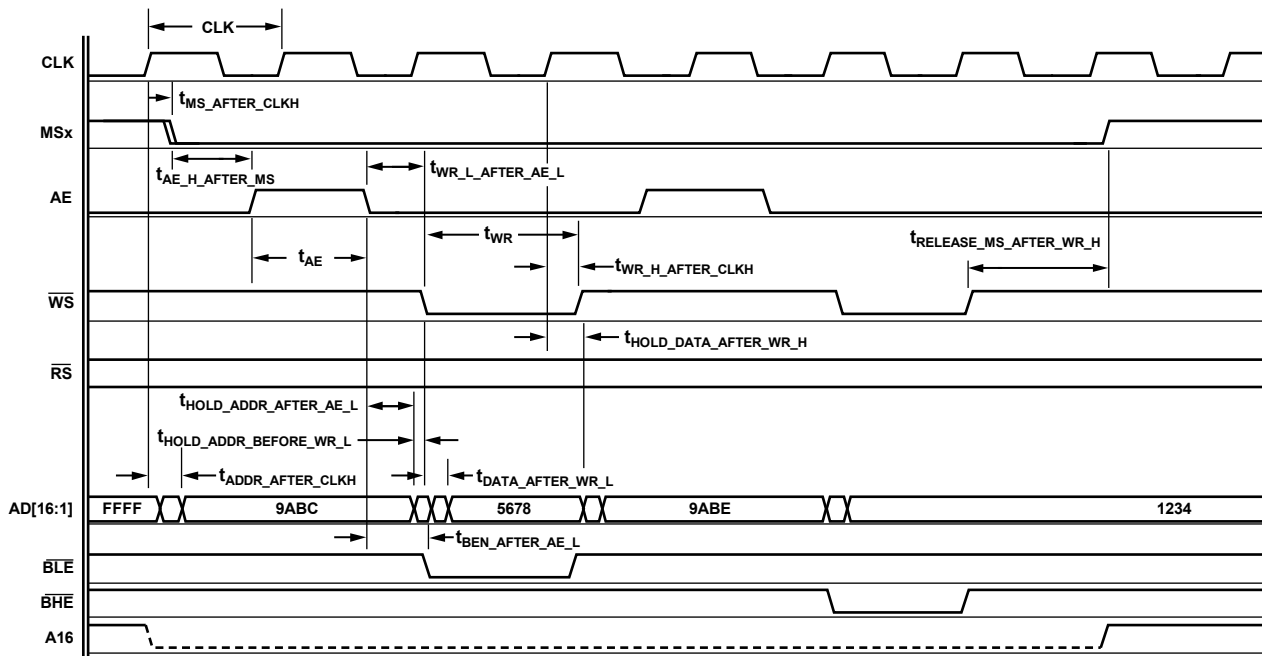 CLK
CLK
tMS_AFTER_CLKH
MSx
tAE_H_AFTER_MS
tWR_L_AFTER_AE_L
AE
tAE
tWR
tRELEASE_MS_AFTER_WR_H
tWR_H_AFTER_CLKH
WS
tHOLD_DATA_AFTER_WR_H
RS
tHOLD_ADDR_AFTER_AE_L
tHOLD_ADDR_BEFORE_WR_L
tADDR_AFTER_CLKH
tDATA_AFTER_WR_L
AD[16:1] FFFF 9ABC 5678 9ABE 1234
tBEN_AFTER_AE_L
BLE
BHE
A16